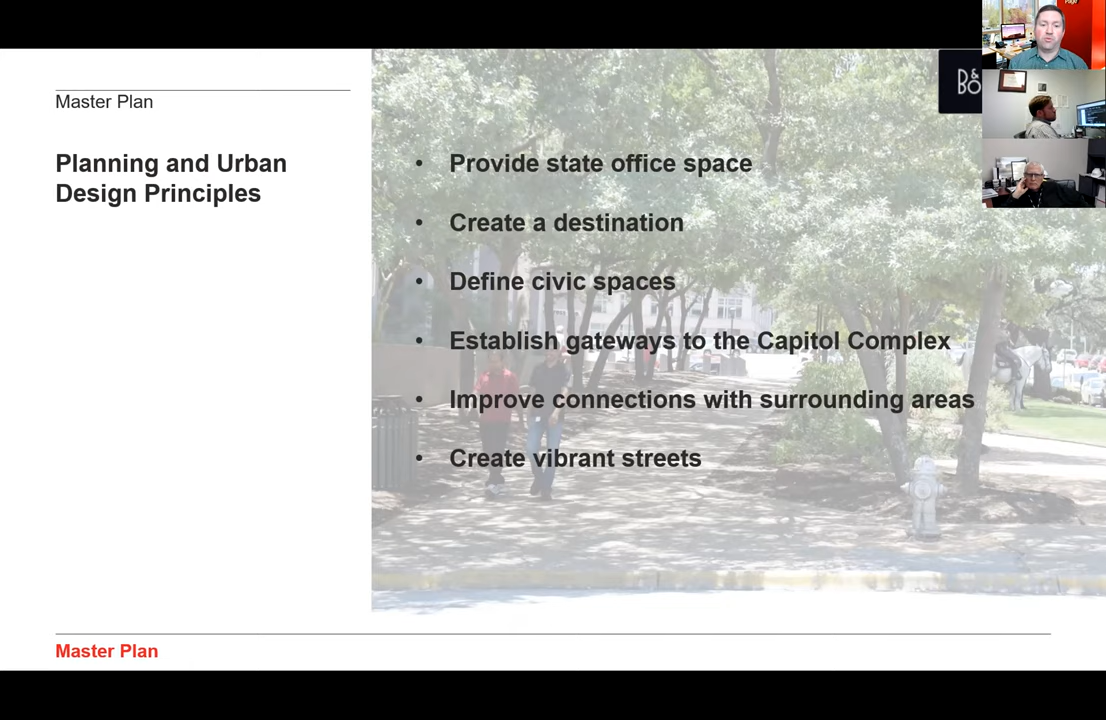 Master Plan
Planning and Urban
Design Principles
• Provide state office space
• Create a destination
• Define civic spaces
• Establish gateways to the Capitol Complex
• Improve connections with surrounding areas
• Create vibrant streets
Master Plan
Page